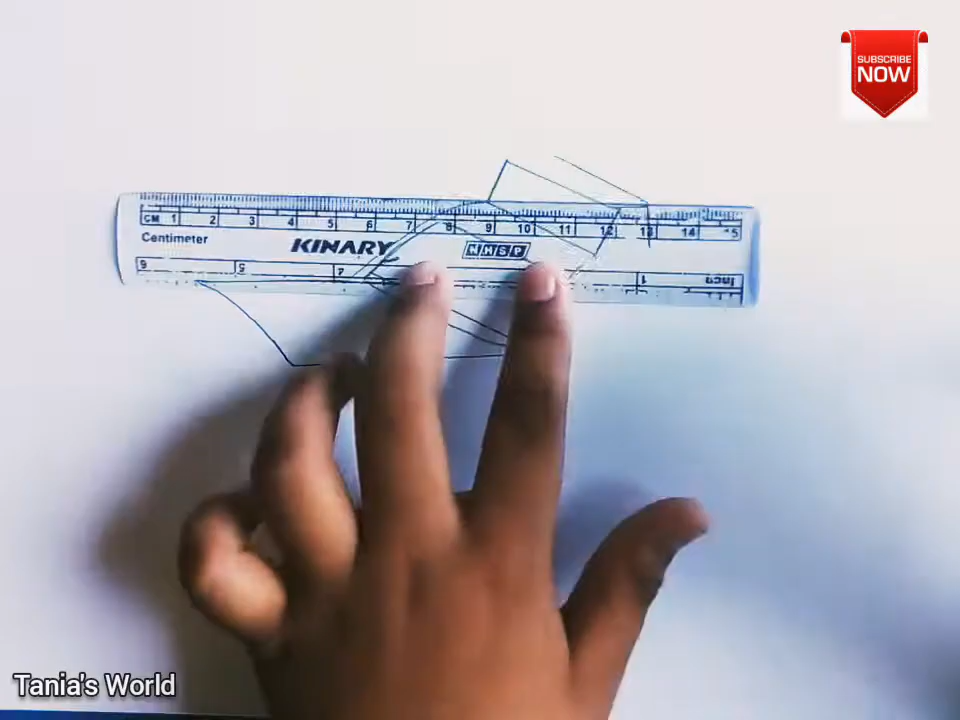 SUBSCRIBE
NOW
CM 1 2 3 4 5 6 7 8 9 10 11 12 13 14 15
Centimeter
KINARY
HMSP
6 5 4 1 Inch
Tania's World